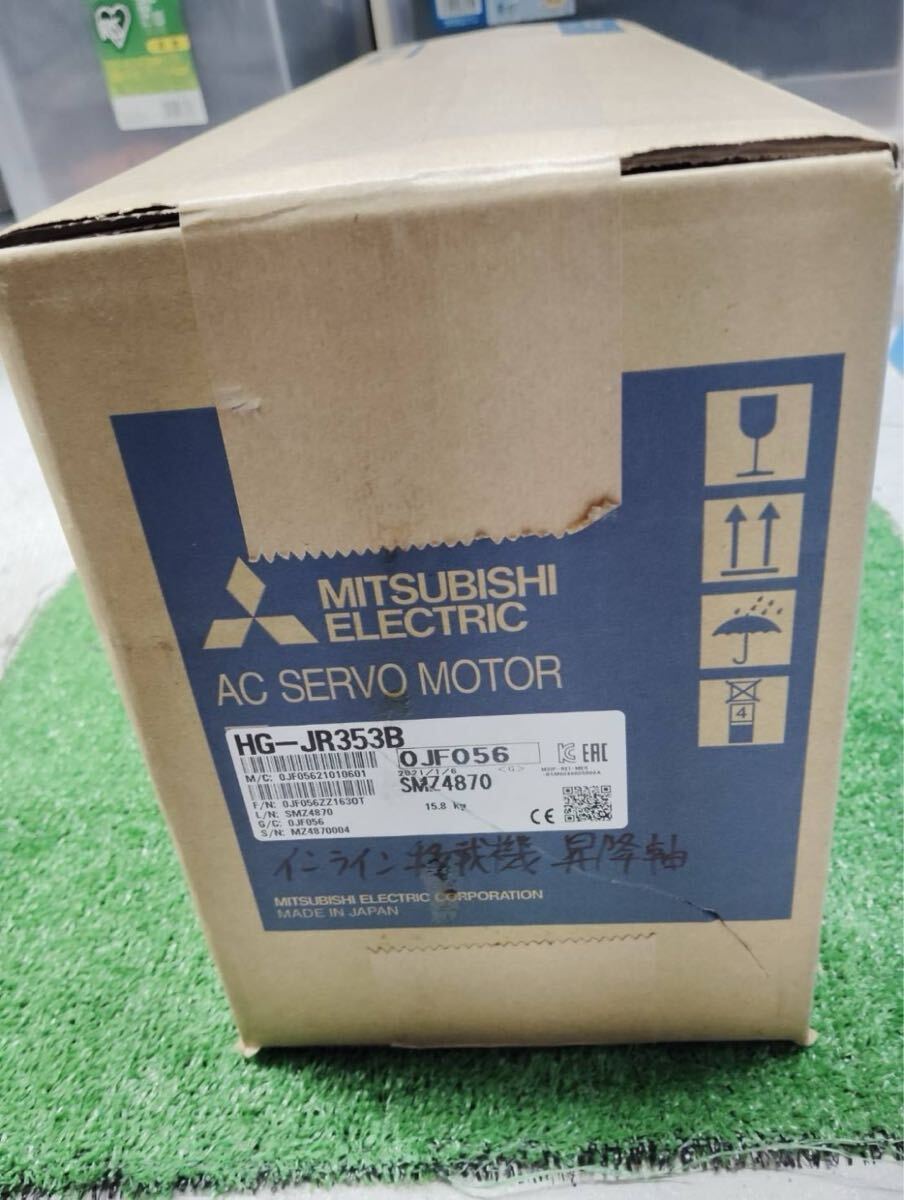 4
MITSUBISHI
ELECTRIC
AC SERVO MOTOR
HG-JR353B
0JF056
EAC
M/C: 0JF05621010601
2021/1/6 <G>
SMZ4870
F/N: 0JF056ZZ1630T
15.8 kg
L/N: SMZ4870
G/C: 0JF056
S/N: MZ4870004
CE
インライン移載機 昇降軸
MITSUBISHI ELECTRIC CORPORATION
MADE IN JAPAN